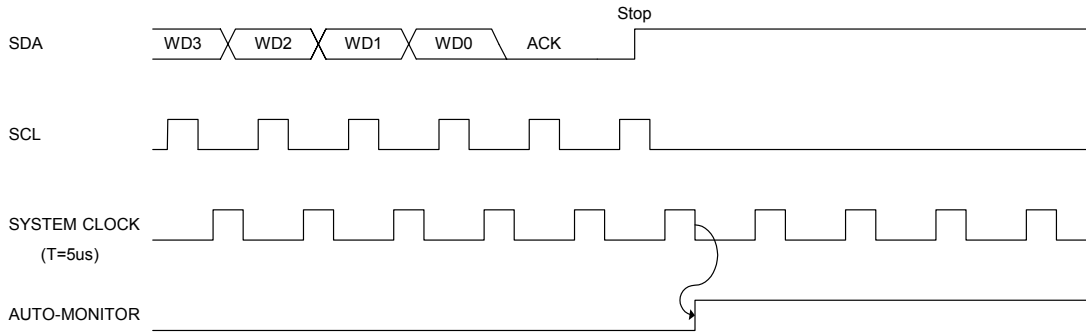 Stop
SDA WD3 WD2 WD1 WD0 ACK
SCL
SYSTEM CLOCK
(T=5us)
AUTO-MONITOR